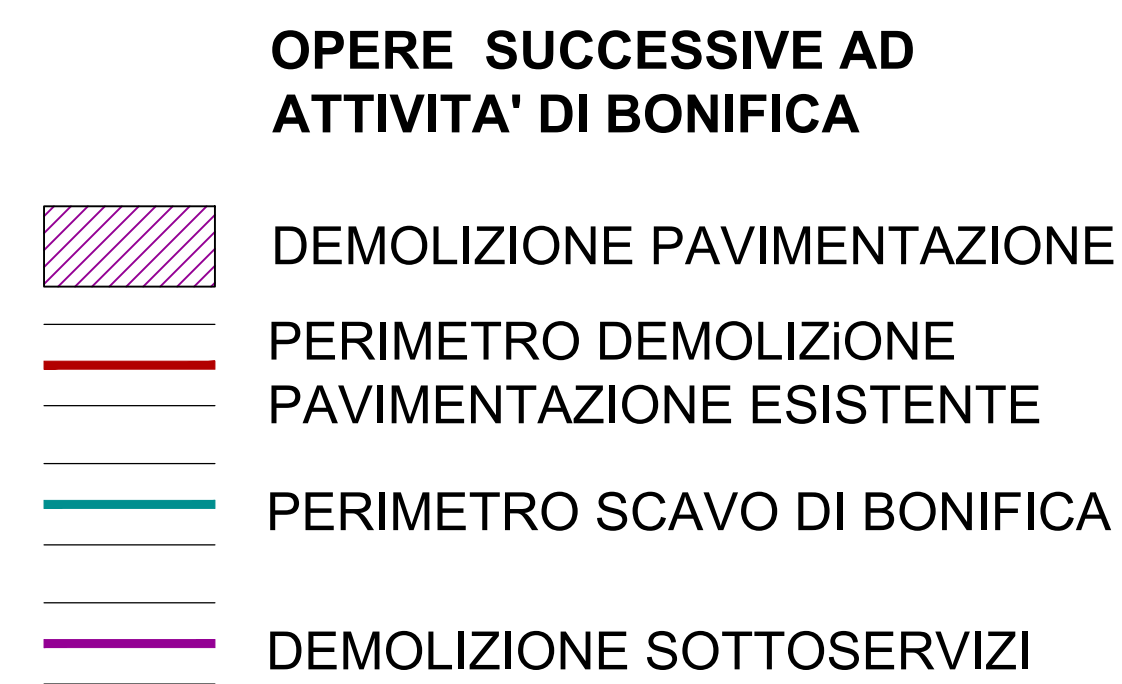 OPERE  SUCCESSIVE AD
ATTIVITA' DI BONIFICA
DEMOLIZIONE PAVIMENTAZIONE
PERIMETRO DEMOLIZiONE
PAVIMENTAZIONE ESISTENTE
PERIMETRO SCAVO DI BONIFICA
DEMOLIZIONE SOTTOSERVIZI